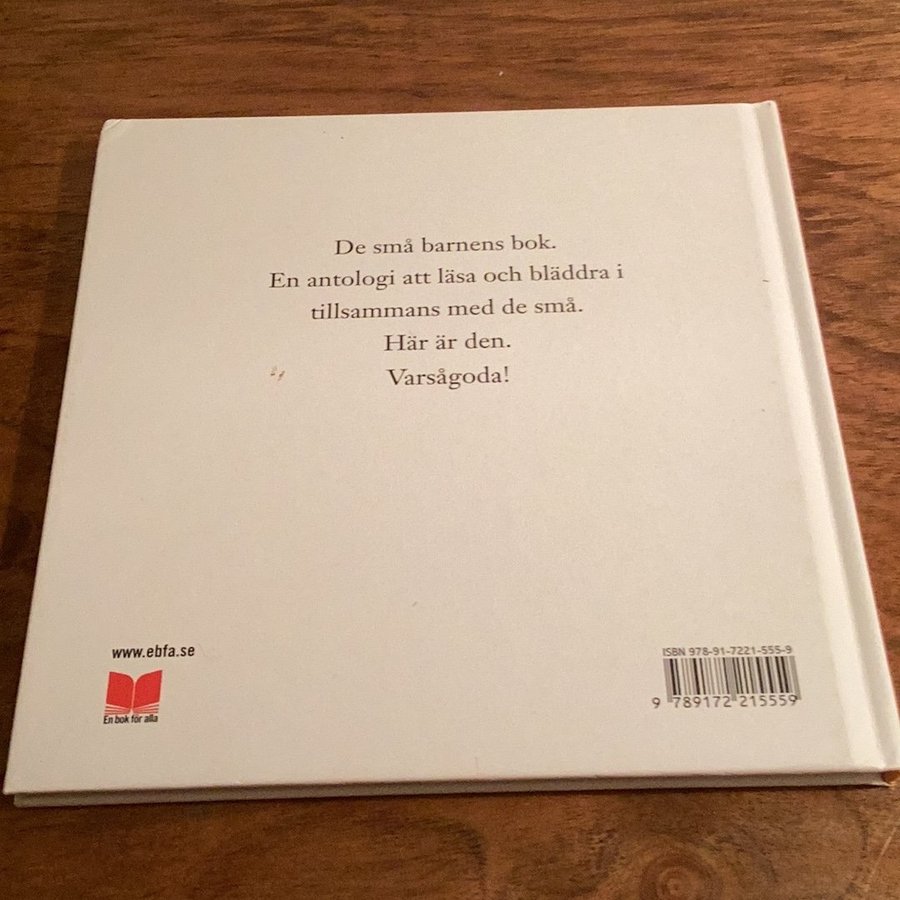 De små barnens bok.
En antologi att läsa och bläddra i
tillsammans med de små.
Här är den.
Varsågoda!
www.ebfa.se
En bok för alla
ISBN 978-91-7221-555-9
9 789172 215559